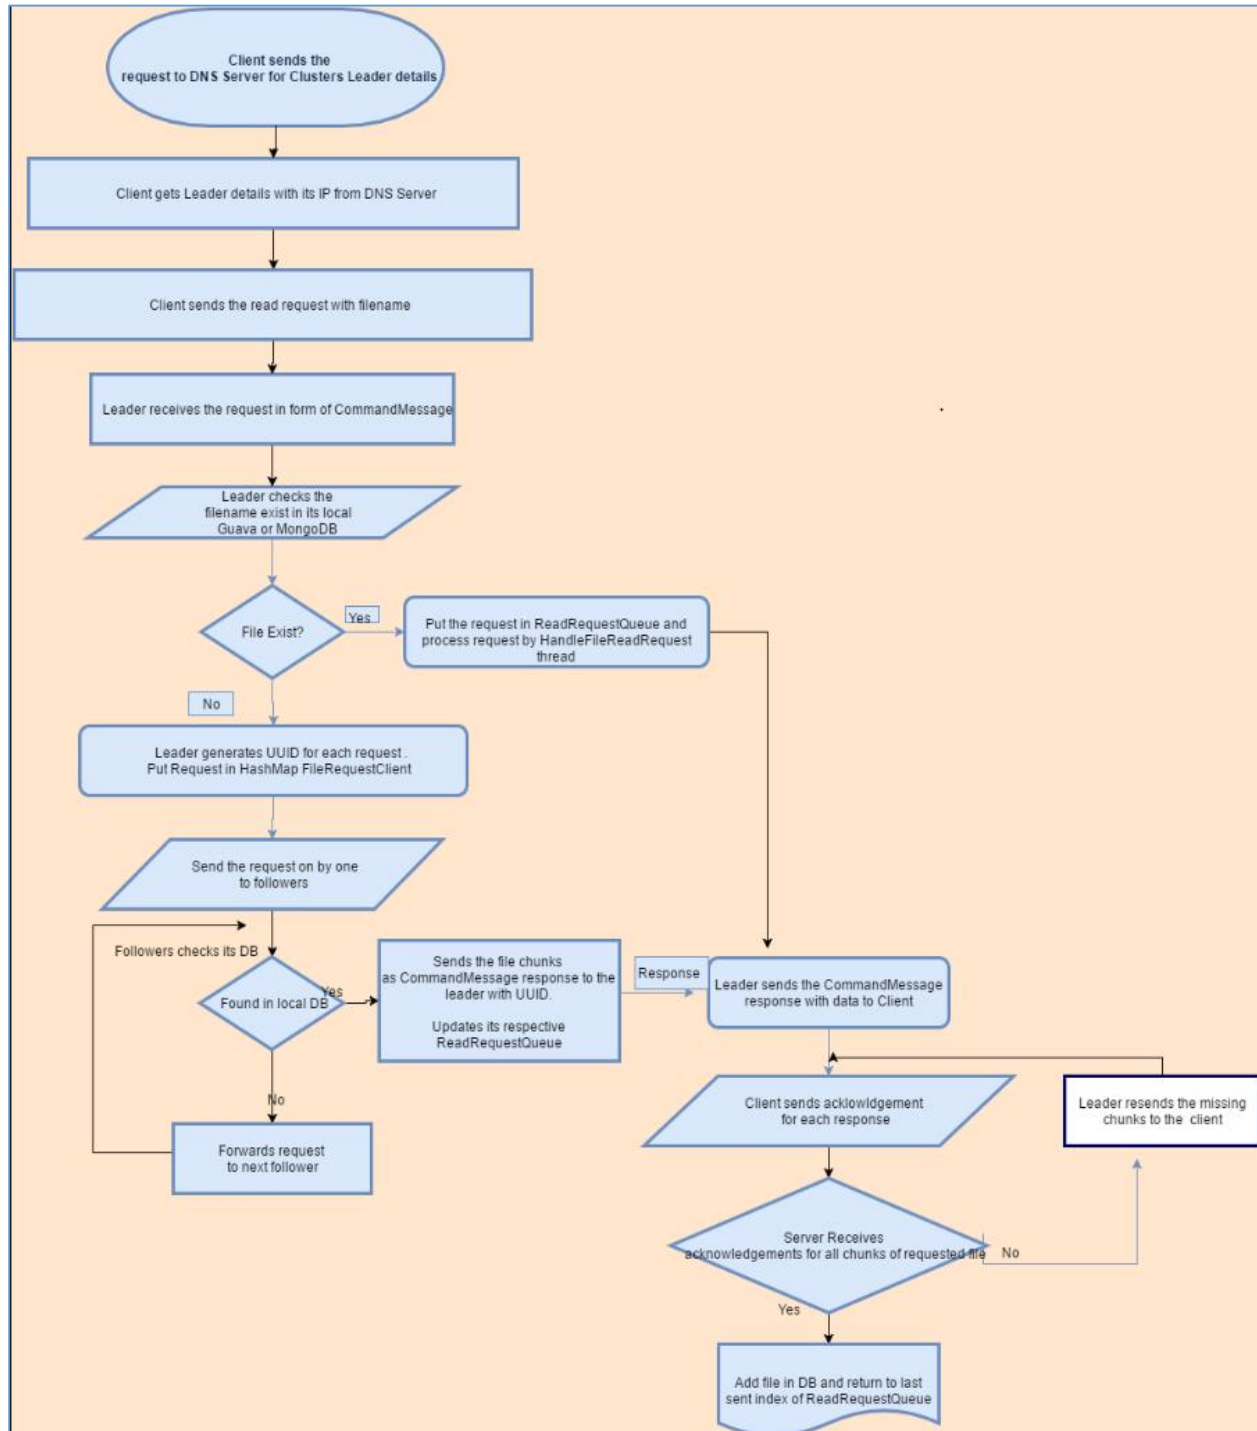 Client sends the
request to DNS Server for Clusters Leader details
Client gets Leader details with its IP from DNS Server
Client sends the read request with filename
Leader receives the request in form of CommandMessage
Leader checks the
filename exist in its local
Guava or MongoDB
File Exist?
Yes
Put the request in ReadRequestQueue and
process request by HandleFileReadRequest
thread
No
Leader generates UUID for each request .
Put Request in HashMap FileRequestClient
Send the request on by one
to followers
Followers checks its DB
Found in local DB
Yes
Sends the file chunks
as CommandMessage response to the
leader with UUID.
Updates its respective
ReadRequestQueue
Response
Leader sends the CommandMessage
response with data to Client
No
Forwards request
to next follower
Client sends ackowldgement
for each response
Leader resends the missing
chunks to the client
Server Receives
acknowledgements for all chunks of requested file
No
Yes
Add file in DB and return to last
sent index of ReadRequestQueue